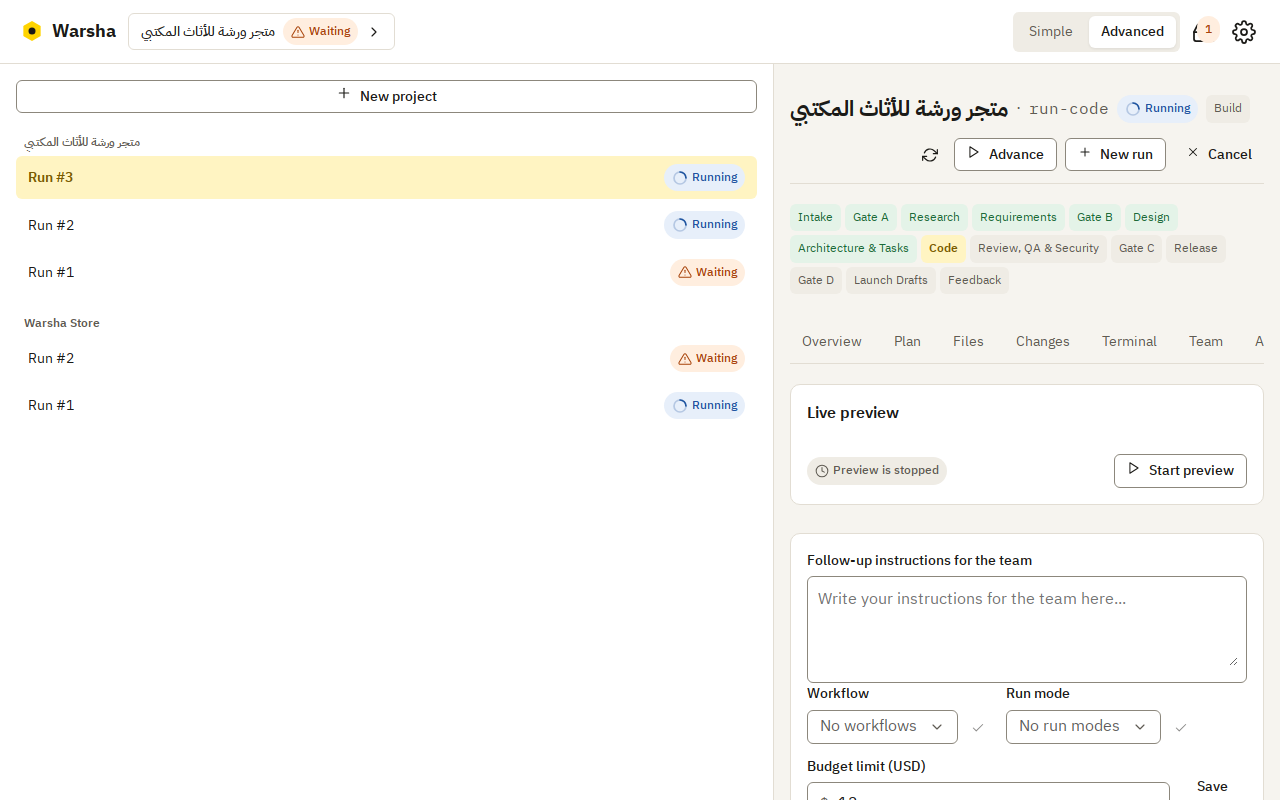 Warsha
متجر ورشة للأثاث المكتبي
Waiting
Simple
Advanced
1
New project
متجر ورشة للأثاث المكتبي
Run #3
Running
Run #2
Running
Run #1
Waiting
Warsha Store
Run #2
Waiting
Run #1
Running
متجر ورشة للأثاث المكتبي · run-code
Running
Build
Advance
New run
Cancel
Intake
Gate A
Research
Requirements
Gate B
Design
Architecture & Tasks
Code
Review, QA & Security
Gate C
Release
Gate D
Launch Drafts
Feedback
Overview
Plan
Files
Changes
Terminal
Team
A
Live preview
Preview is stopped
Start preview
Follow-up instructions for the team
Write your instructions for the team here...
Workflow
Run mode
No workflows
No run modes
Budget limit (USD)
Save